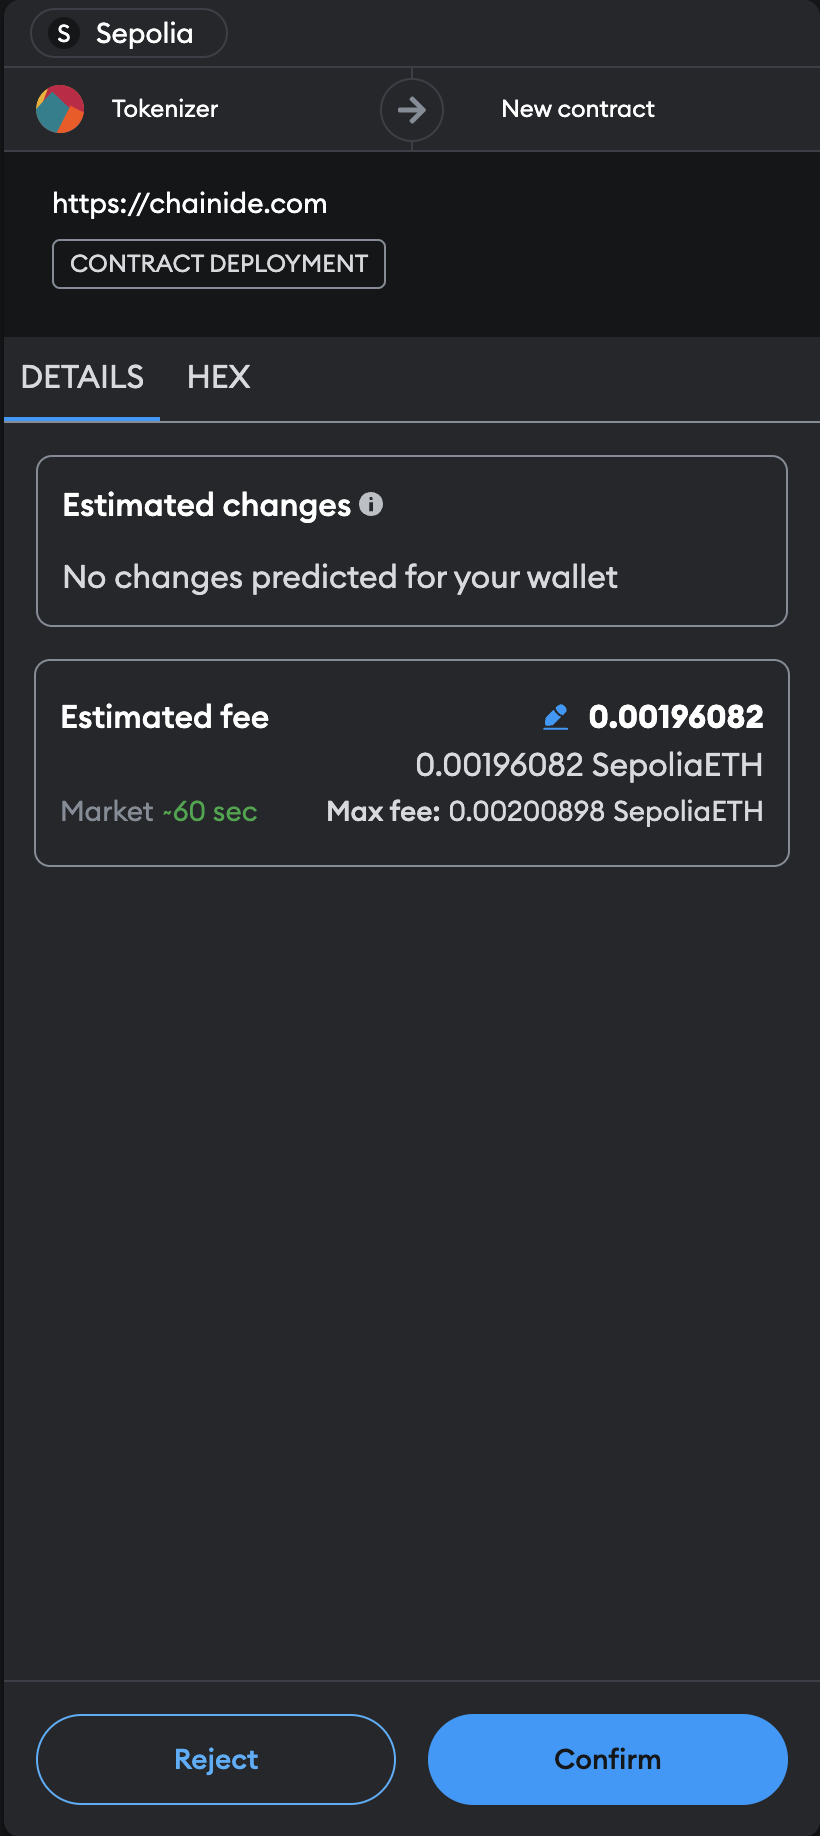 S Sepolia
Tokenizer New contract
https://chainide.com
CONTRACT DEPLOYMENT
DETAILS HEX
Estimated changes i
No changes predicted for your wallet
Estimated fee 0.00196082
0.00196082 SepoliaETH
Market ~60 sec Max fee: 0.00200898 SepoliaETH
Reject Confirm